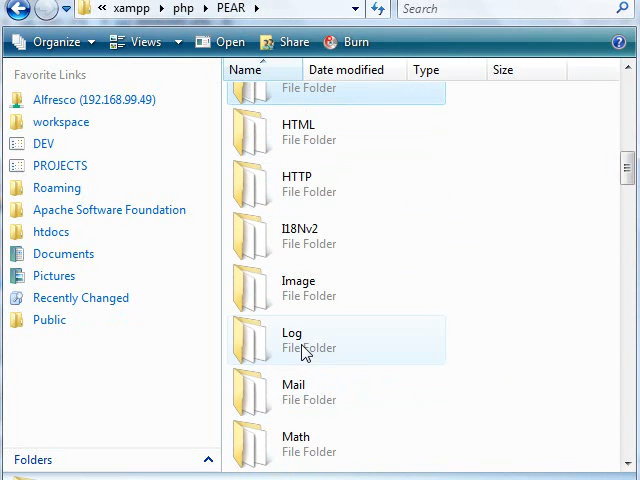 « xampp ▸ php ▸ PEAR ▸
Search
Organize Views Open Share Burn
Favorite Links
Alfresco (192.168.99.49)
workspace
DEV
PROJECTS
Roaming
Apache Software Foundation
htdocs
Documents
Pictures
Recently Changed
Public
Folders
Name Date modified Type Size
File Folder
HTML
File Folder
HTTP
File Folder
I18Nv2
File Folder
Image
File Folder
Log
File Folder
Mail
File Folder
Math
File Folder